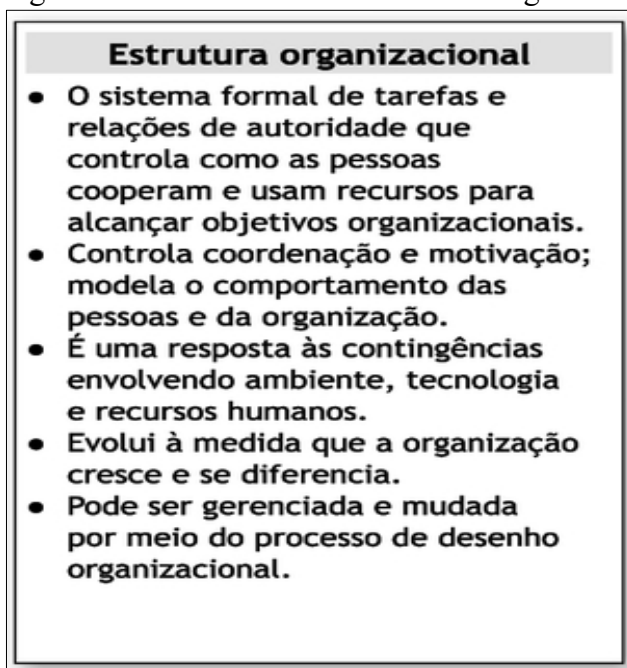 Estrutura organizacional
● O sistema formal de tarefas e
relações de autoridade que
controla como as pessoas
cooperam e usam recursos para
alcançar objetivos organizacionais.
● Controla coordenação e motivação;
modela o comportamento das
pessoas e da organização.
● É uma resposta às contingências
envolvendo ambiente, tecnologia
e recursos humanos.
● Evolui à medida que a organização
cresce e se diferencia.
● Pode ser gerenciada e mudada
por meio do processo de desenho
organizacional.